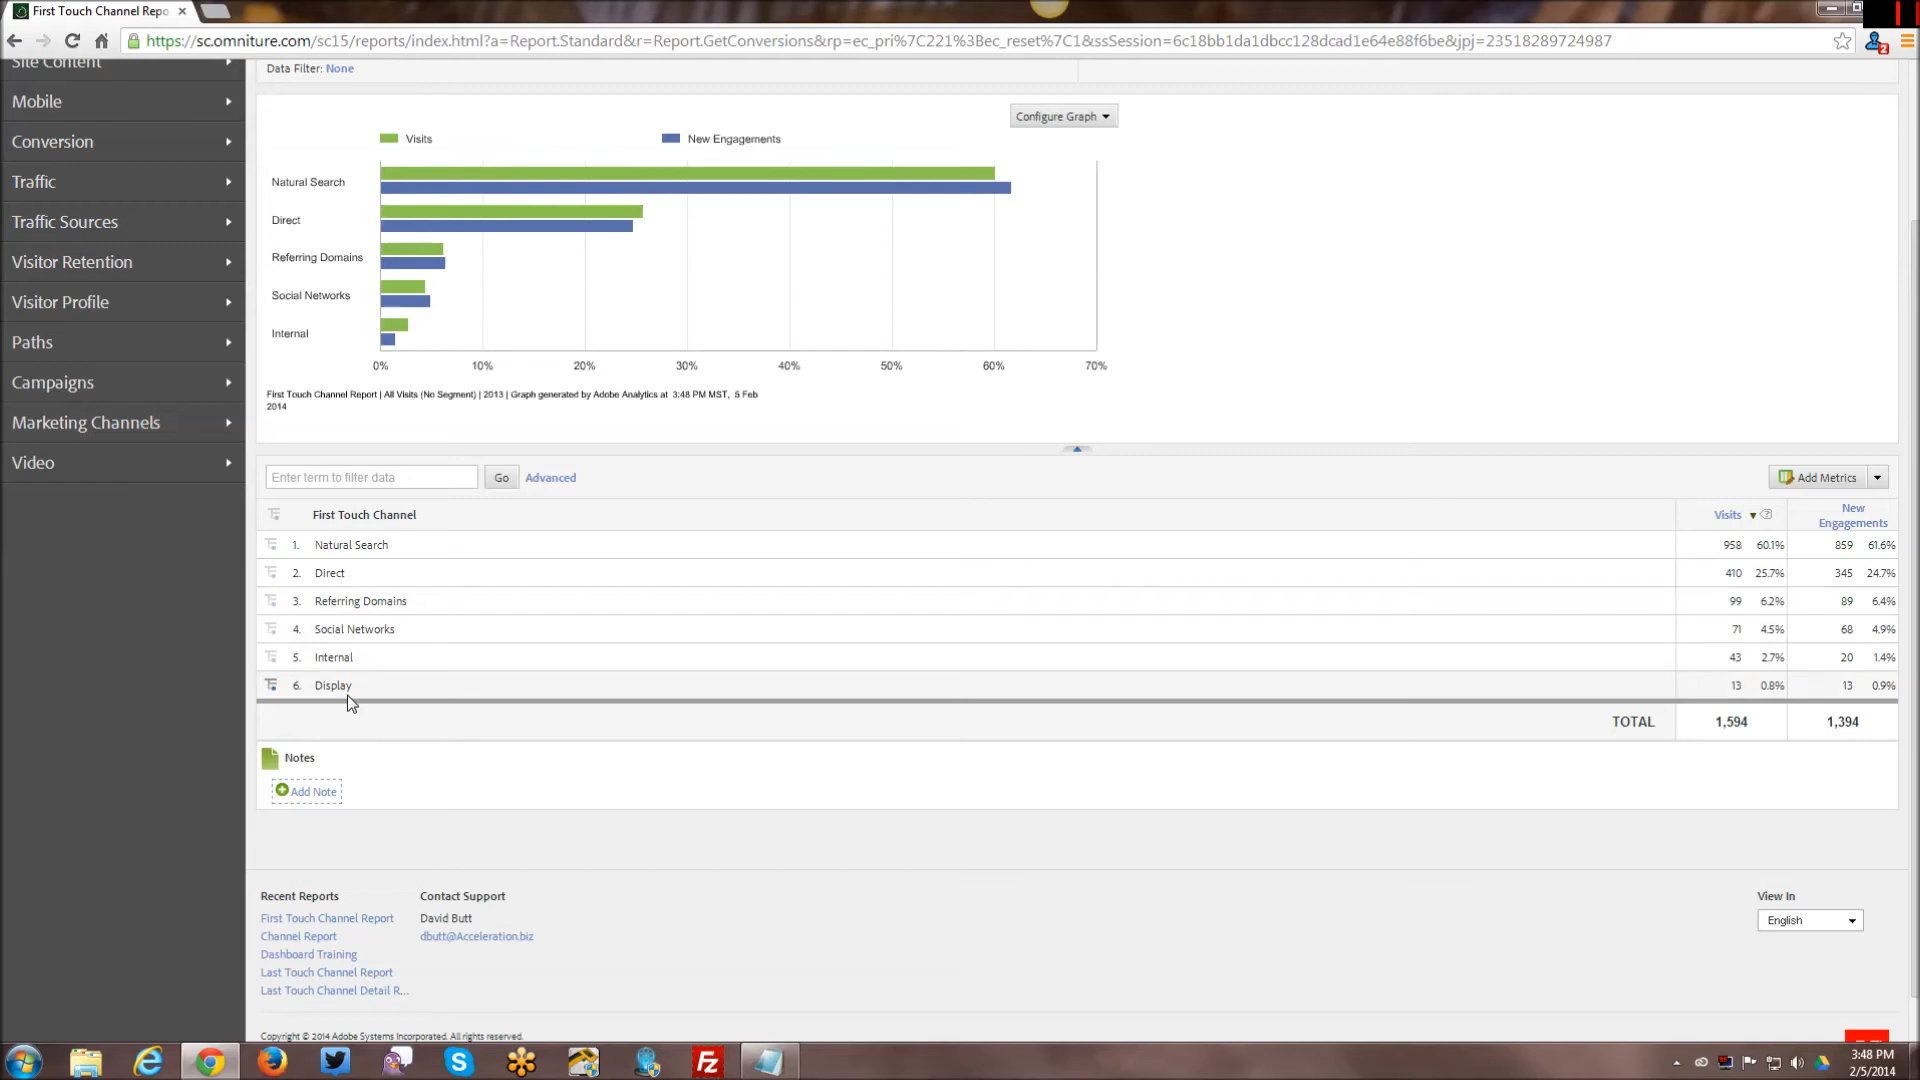 First Touch Channel Repo
https://sc.omniture.com/sc15/reports/index.html?a=Report.Standard&r=Report.GetConversions&rp=ec_pri%7C221%3Bec_reset%7C1&ssSession=6c18bb1da1dbcc128dcad1e64e88f6be&jpj=23518289724987
2
Site Content
Mobile
Conversion
Traffic
Traffic Sources
Visitor Retention
Visitor Profile
Paths
Campaigns
Marketing Channels
Video
Data Filter: None
Configure Graph
Visits New Engagements
Natural Search
Direct
Referring Domains
Social Networks
Internal
0% 10% 20% 30% 40% 50% 60% 70%
First Touch Channel Report | All Visits (No Segment) | 2013 | Graph generated by Adobe Analytics at 3:48 PM MST, 5 Feb
2014
Enter term to filter data Go Advanced Add Metrics
First Touch Channel Visits New
Engagements
1. Natural Search 958 60.1% 859 61.6%
2. Direct 410 25.7% 345 24.7%
3. Referring Domains 99 6.2% 89 6.4%
4. Social Networks 71 4.5% 68 4.9%
5. Internal 43 2.7% 20 1.4%
6. Display 13 0.8% 13 0.9%
TOTAL 1,594 1,394
Notes
Add Note
Recent Reports
First Touch Channel Report
Channel Report
Dashboard Training
Last Touch Channel Report
Last Touch Channel Detail R...
Contact Support
David Butt
dbutt@Acceleration.biz
View In
English
Copyright © 2014 Adobe Systems Incorporated. All rights reserved.
Fz
3:48 PM
2/5/2014